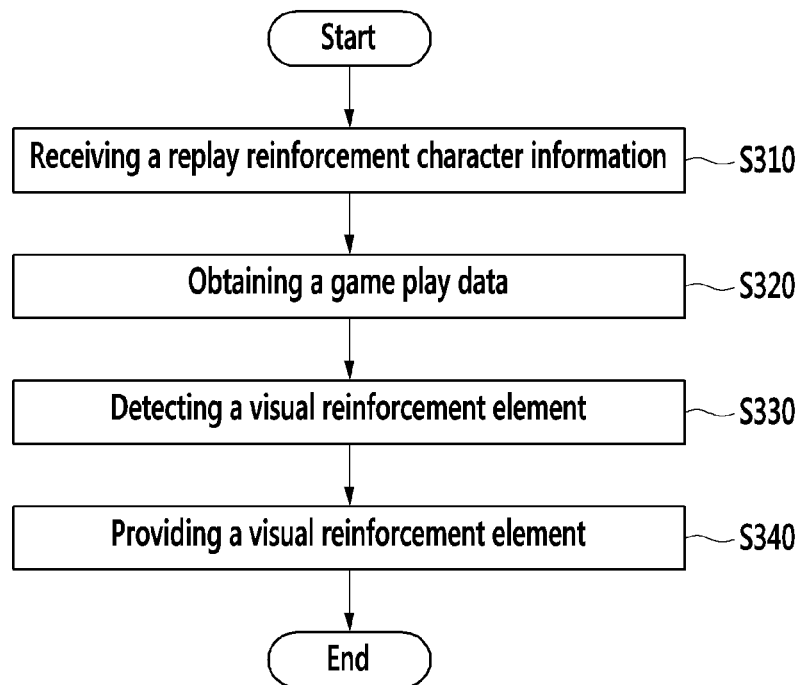 Start
Receiving a replay reinforcement character information
S310
Obtaining a game play data
S320
Detecting a visual reinforcement element
S330
Providing a visual reinforcement element
S340
End